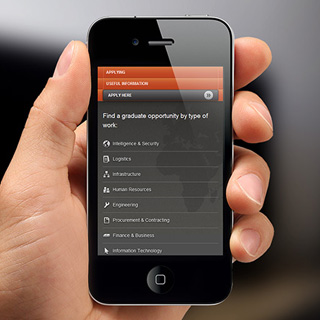 APPLYING
USEFUL INFORMATION
APPLY HERE
Find a graduate opportunity by type of
work:
Intelligence & Security
Logistics
Infrastructure
Human Resources
Engineering
Procurement & Contracting
Finance & Business
Information Technology